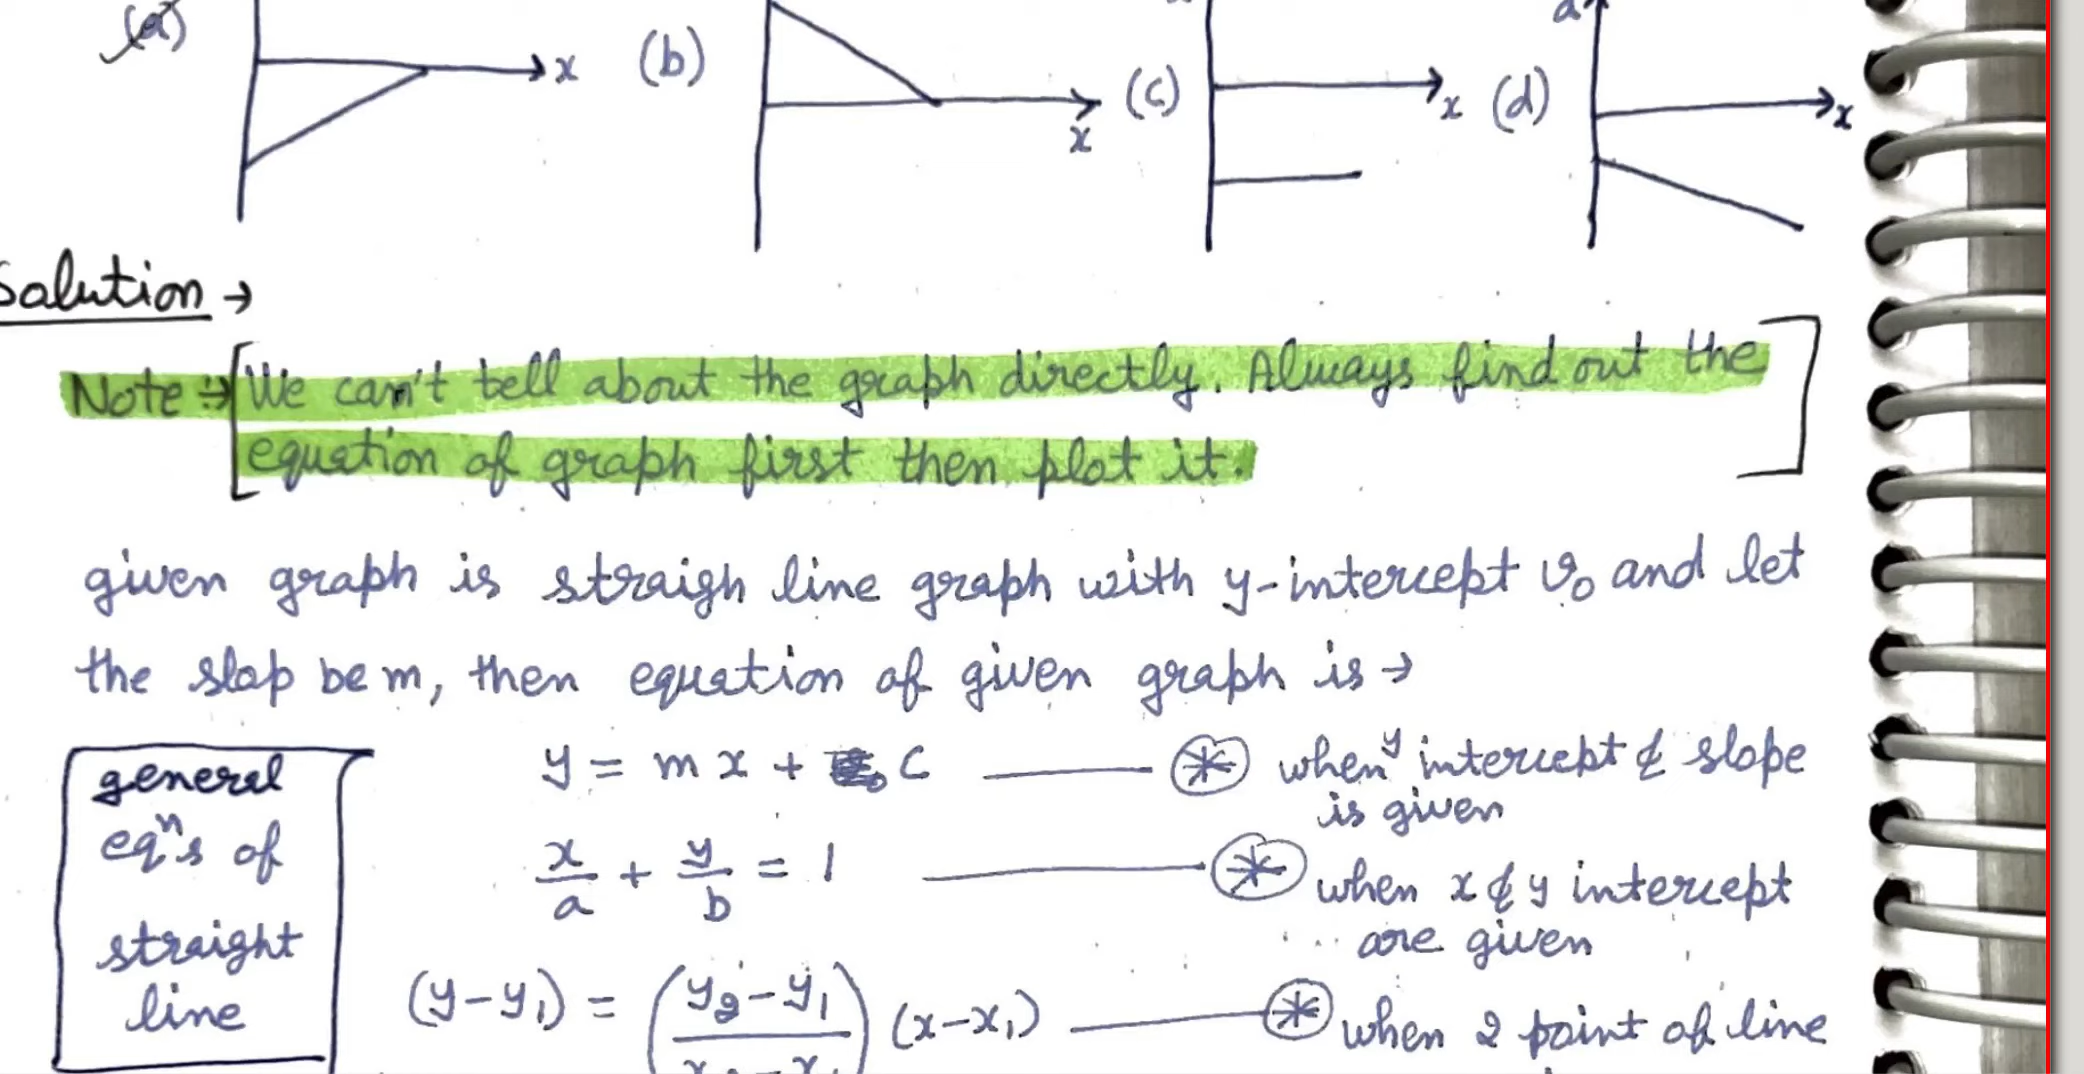 (a) x (b) x (c) x (d) a x
Solution →
Note :→ [We can't tell about the graph directly. Always find out the
equation of graph first then plot it.]
given graph is straigh line graph with y-intercept v₀ and let
the slop be m, then equation of given graph is →
general
eqⁿs of
straight
line
y = mx + c —— * when y intercept & slope
is given
x/a + y/b = 1 —— * when x & y intercept
are given
(y-y₁) = (y₂-y₁ / x₂-x₁) (x-x₁) —— * when 2 point of line